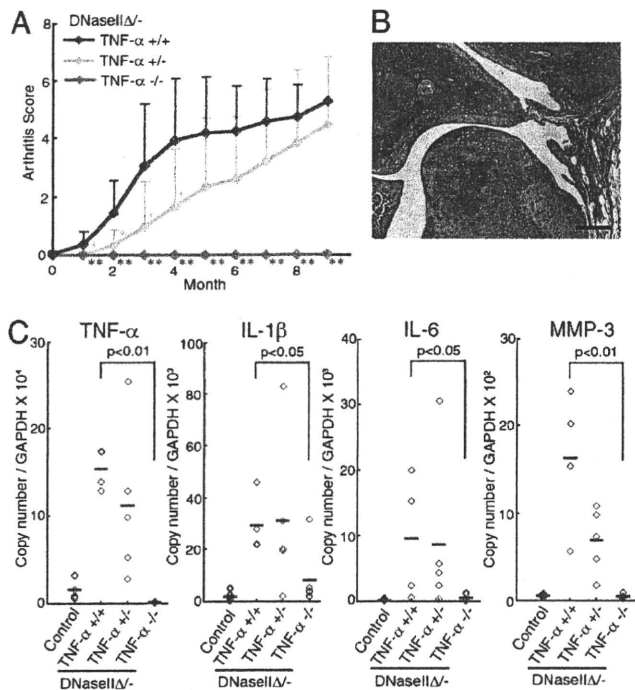 A
DNaseIIΔ/-
TNF-α +/+
TNF-α +/-
TNF-α -/-
Arthritis Score
8
6
4
2
0
** ** ** ** ** ** ** ** **
0 2 4 6 8
Month
B
C
TNF-α
p<0.01
Copy number / GAPDH X 10⁴
30
20
10
0
Control
TNF-α +/+
TNF-α +/-
TNF-α -/-
DNaseIIΔ/-
IL-1β
p<0.05
Copy number / GAPDH X 10³
100
80
60
40
20
0
Control
TNF-α +/+
TNF-α +/-
TNF-α -/-
DNaseIIΔ/-
IL-6
p<0.05
Copy number / GAPDH X 10³
40
30
20
10
0
Control
TNF-α +/+
TNF-α +/-
TNF-α -/-
DNaseIIΔ/-
MMP-3
p<0.01
Copy number / GAPDH X 10²
30
20
10
0
Control
TNF-α +/+
TNF-α +/-
TNF-α -/-
DNaseIIΔ/-